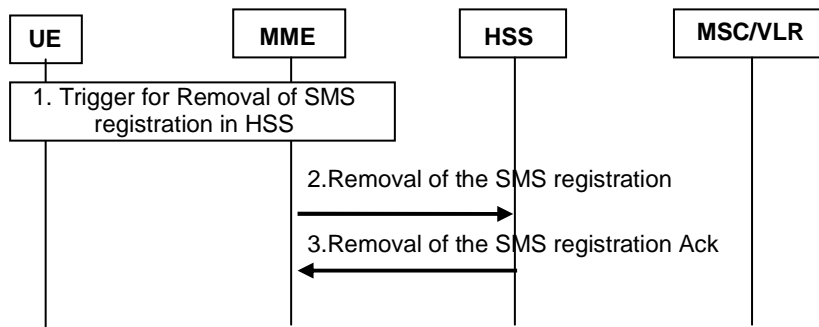 UE
MME
HSS
MSC/VLR
1. Trigger for Removal of SMS
registration in HSS
2.Removal of the SMS registration
3.Removal of the SMS registration Ack